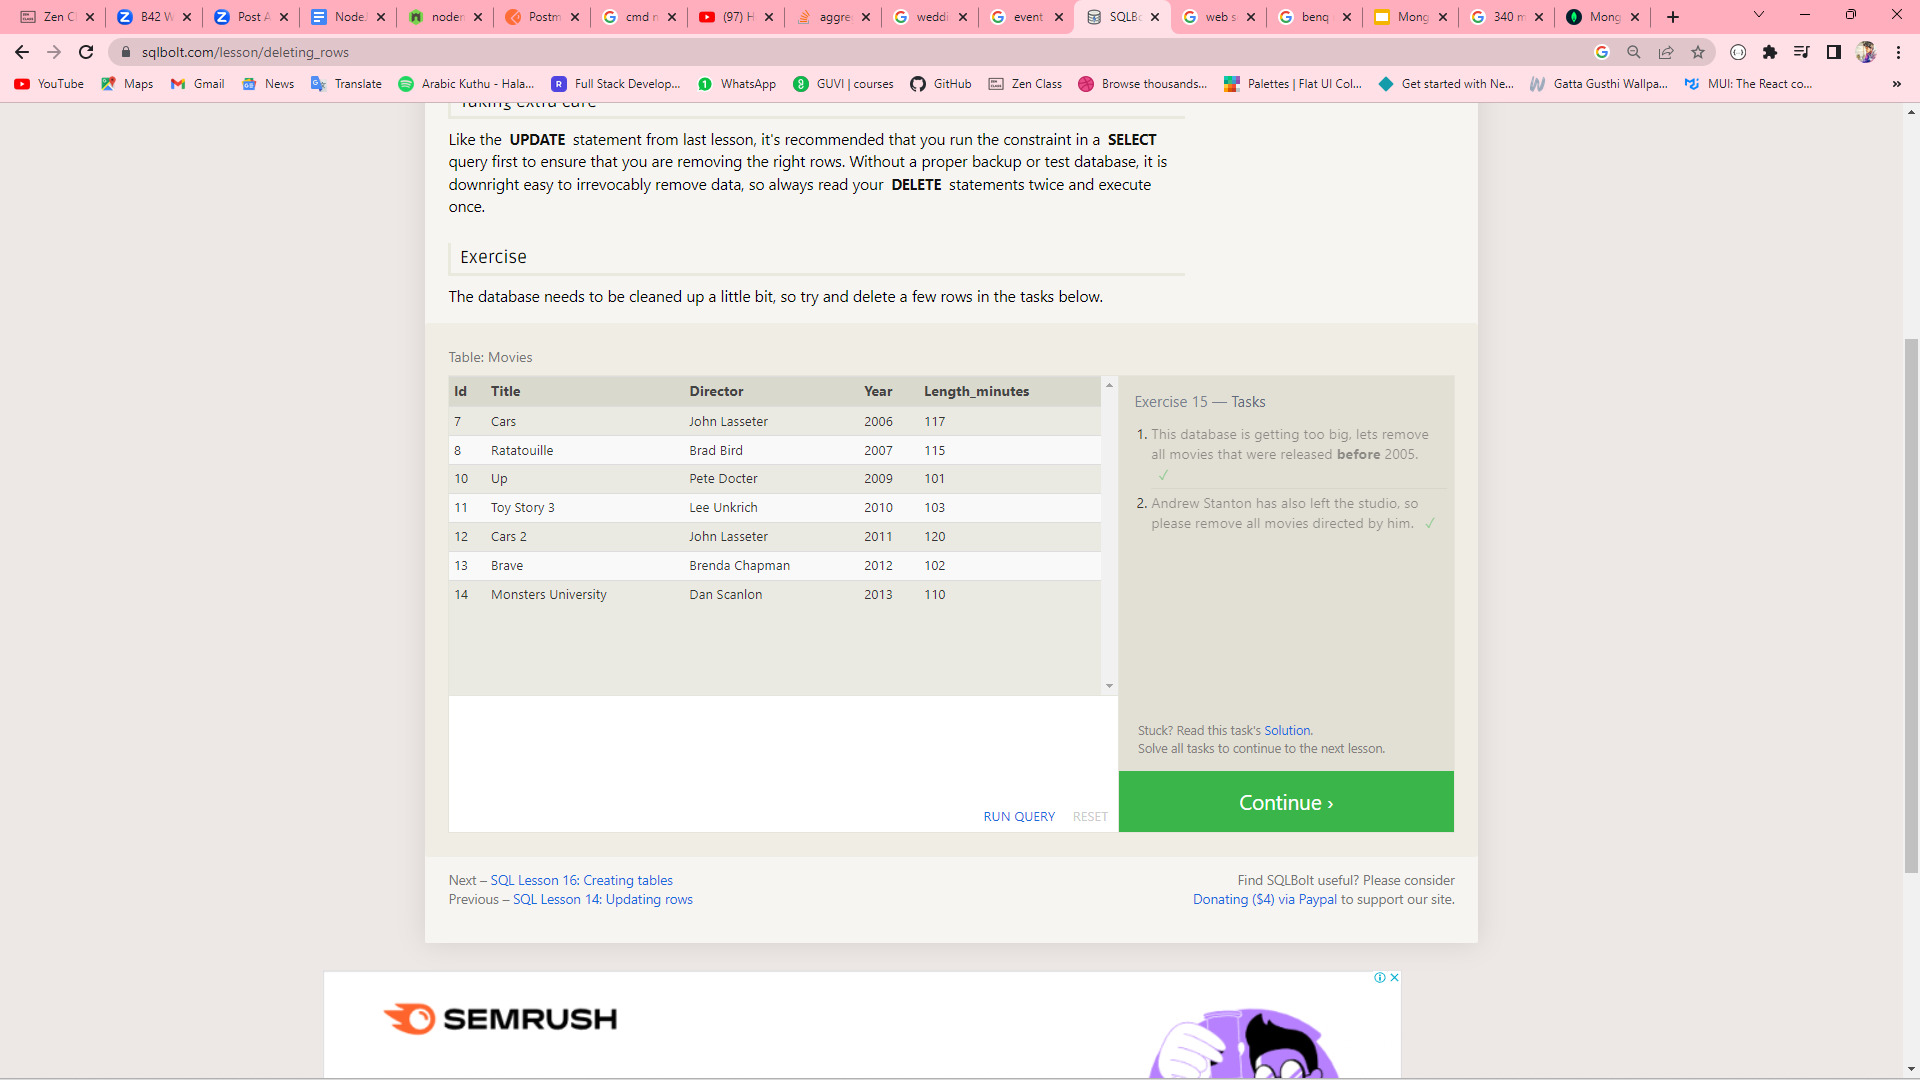 Zen C
B42 W
Post A
NodeJ
noder
Postm
cmd n
(97) H
aggre
weddi
event
SQLBo
web s
benq
Mong
340 m
Mong
sqlbolt.com/lesson/deleting_rows
YouTube
Maps
Gmail
News
Translate
Arabic Kuthu - Hala...
Full Stack Develop...
WhatsApp
GUVI | courses
GitHub
Zen Class
Browse thousands...
Palettes | Flat UI Col...
Get started with Ne...
Gatta Gusthi Wallpa...
MUI: The React co...
»
Taking extra care
Like the UPDATE statement from last lesson, it's recommended that you run the constraint in a SELECT
query first to ensure that you are removing the right rows. Without a proper backup or test database, it is
downright easy to irrevocably remove data, so always read your DELETE statements twice and execute
once.
Exercise
The database needs to be cleaned up a little bit, so try and delete a few rows in the tasks below.
Table: Movies
Id Title Director Year Length_minutes
7 Cars John Lasseter 2006 117
8 Ratatouille Brad Bird 2007 115
10 Up Pete Docter 2009 101
11 Toy Story 3 Lee Unkrich 2010 103
12 Cars 2 John Lasseter 2011 120
13 Brave Brenda Chapman 2012 102
14 Monsters University Dan Scanlon 2013 110
RUN QUERY RESET
Exercise 15 — Tasks
1. This database is getting too big, lets remove
all movies that were released before 2005.
✓
2. Andrew Stanton has also left the studio, so
please remove all movies directed by him. ✓
Stuck? Read this task's Solution.
Solve all tasks to continue to the next lesson.
Continue ›
Next – SQL Lesson 16: Creating tables
Previous – SQL Lesson 14: Updating rows
Find SQLBolt useful? Please consider
Donating ($4) via Paypal to support our site.
SEMRUSH